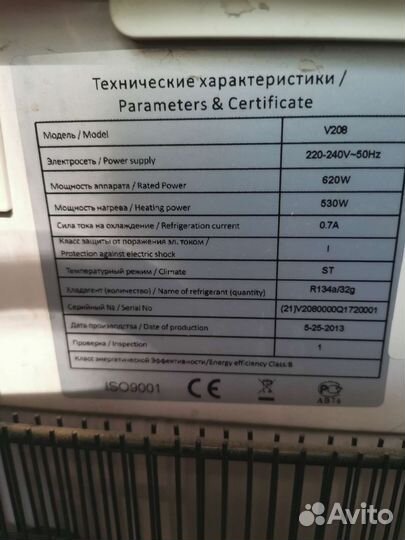 Технические характеристики /
Parameters & Certificate
Модель / Model V208
Электросеть / Power supply 220-240V~50Hz
Мощность аппарата / Rated Power 620W
Мощность нагрева / Heating power 530W
Сила тока на охлаждение / Refrigeration current 0.7A
Класс защиты от поражения эл. током /
Protection against electric shock I
Температурный режим / Climate ST
Хладагент (количество) / Name of refrigerant (quantity) R134a/32g
Серийный № / Serial No (21)V2080000Q1720001
Дата производства / Date of production 5-25-2013
Проверка / Inspection 1
Класс энергетической Эффективности/Energy efficiency Class:B
ISO9001 CE РС
АВ76
Avito